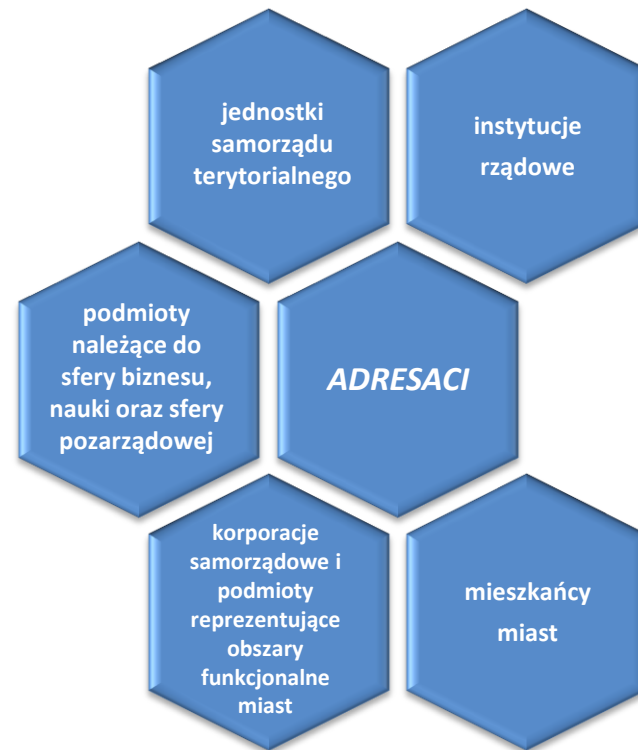 jednostki
samorządu
terytorialnego
instytucje
rządowe
podmioty
należące do
sfery biznesu,
nauki oraz sfery
pozarządowej
ADRESACI
korporacje
samorządowe i
podmioty
reprezentujące
obszary
funkcjonalne
miast
mieszkańcy
miast